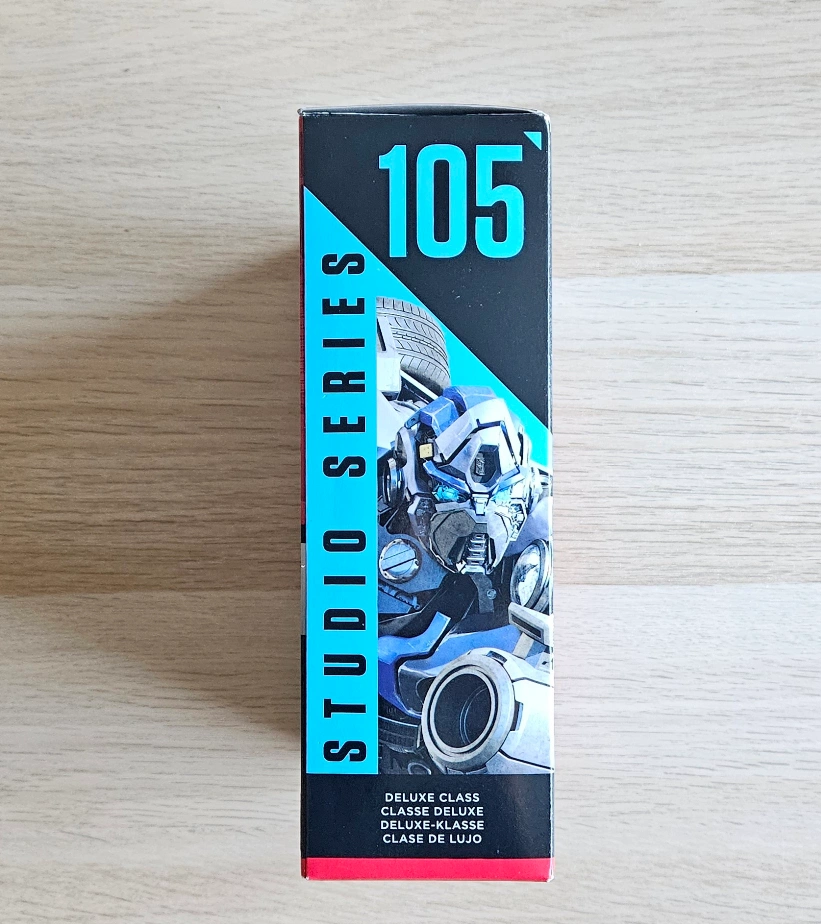 105
STUDIO SERIES
DELUXE CLASS
CLASSE DELUXE
DELUXE-KLASSE
CLASE DE LUJO